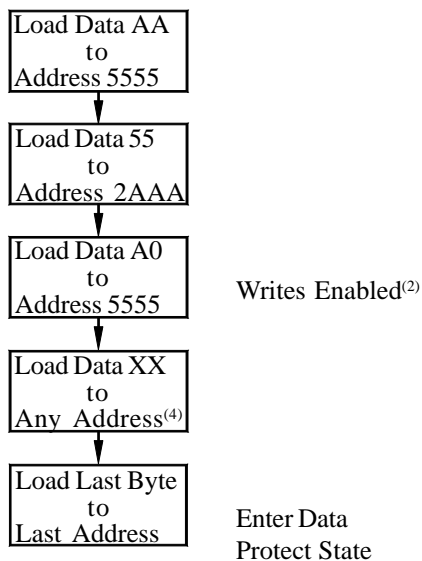 Load Data AA
to
Address 5555
Load Data 55
to
Address 2AAA
Load Data A0
to
Address 5555
Writes Enabled(2)
Load Data XX
to
Any Address(4)
Load Last Byte
to
Last Address
Enter Data
Protect State